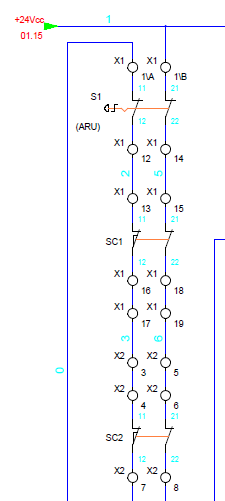 +24Vcc 1
01.15
X1 X1
1\A 1\B
11 21
S1
(ARU) 12 22
X1 X1
12 14
2 5
X1 X1
13 15
11 21
SC1
12 22
X1 X1
16 18
X1 X1
17 19
3 6
X2 X2
3 5
0
X2 X2
4 6
11 21
SC2
12 22
X2 X2
7 8